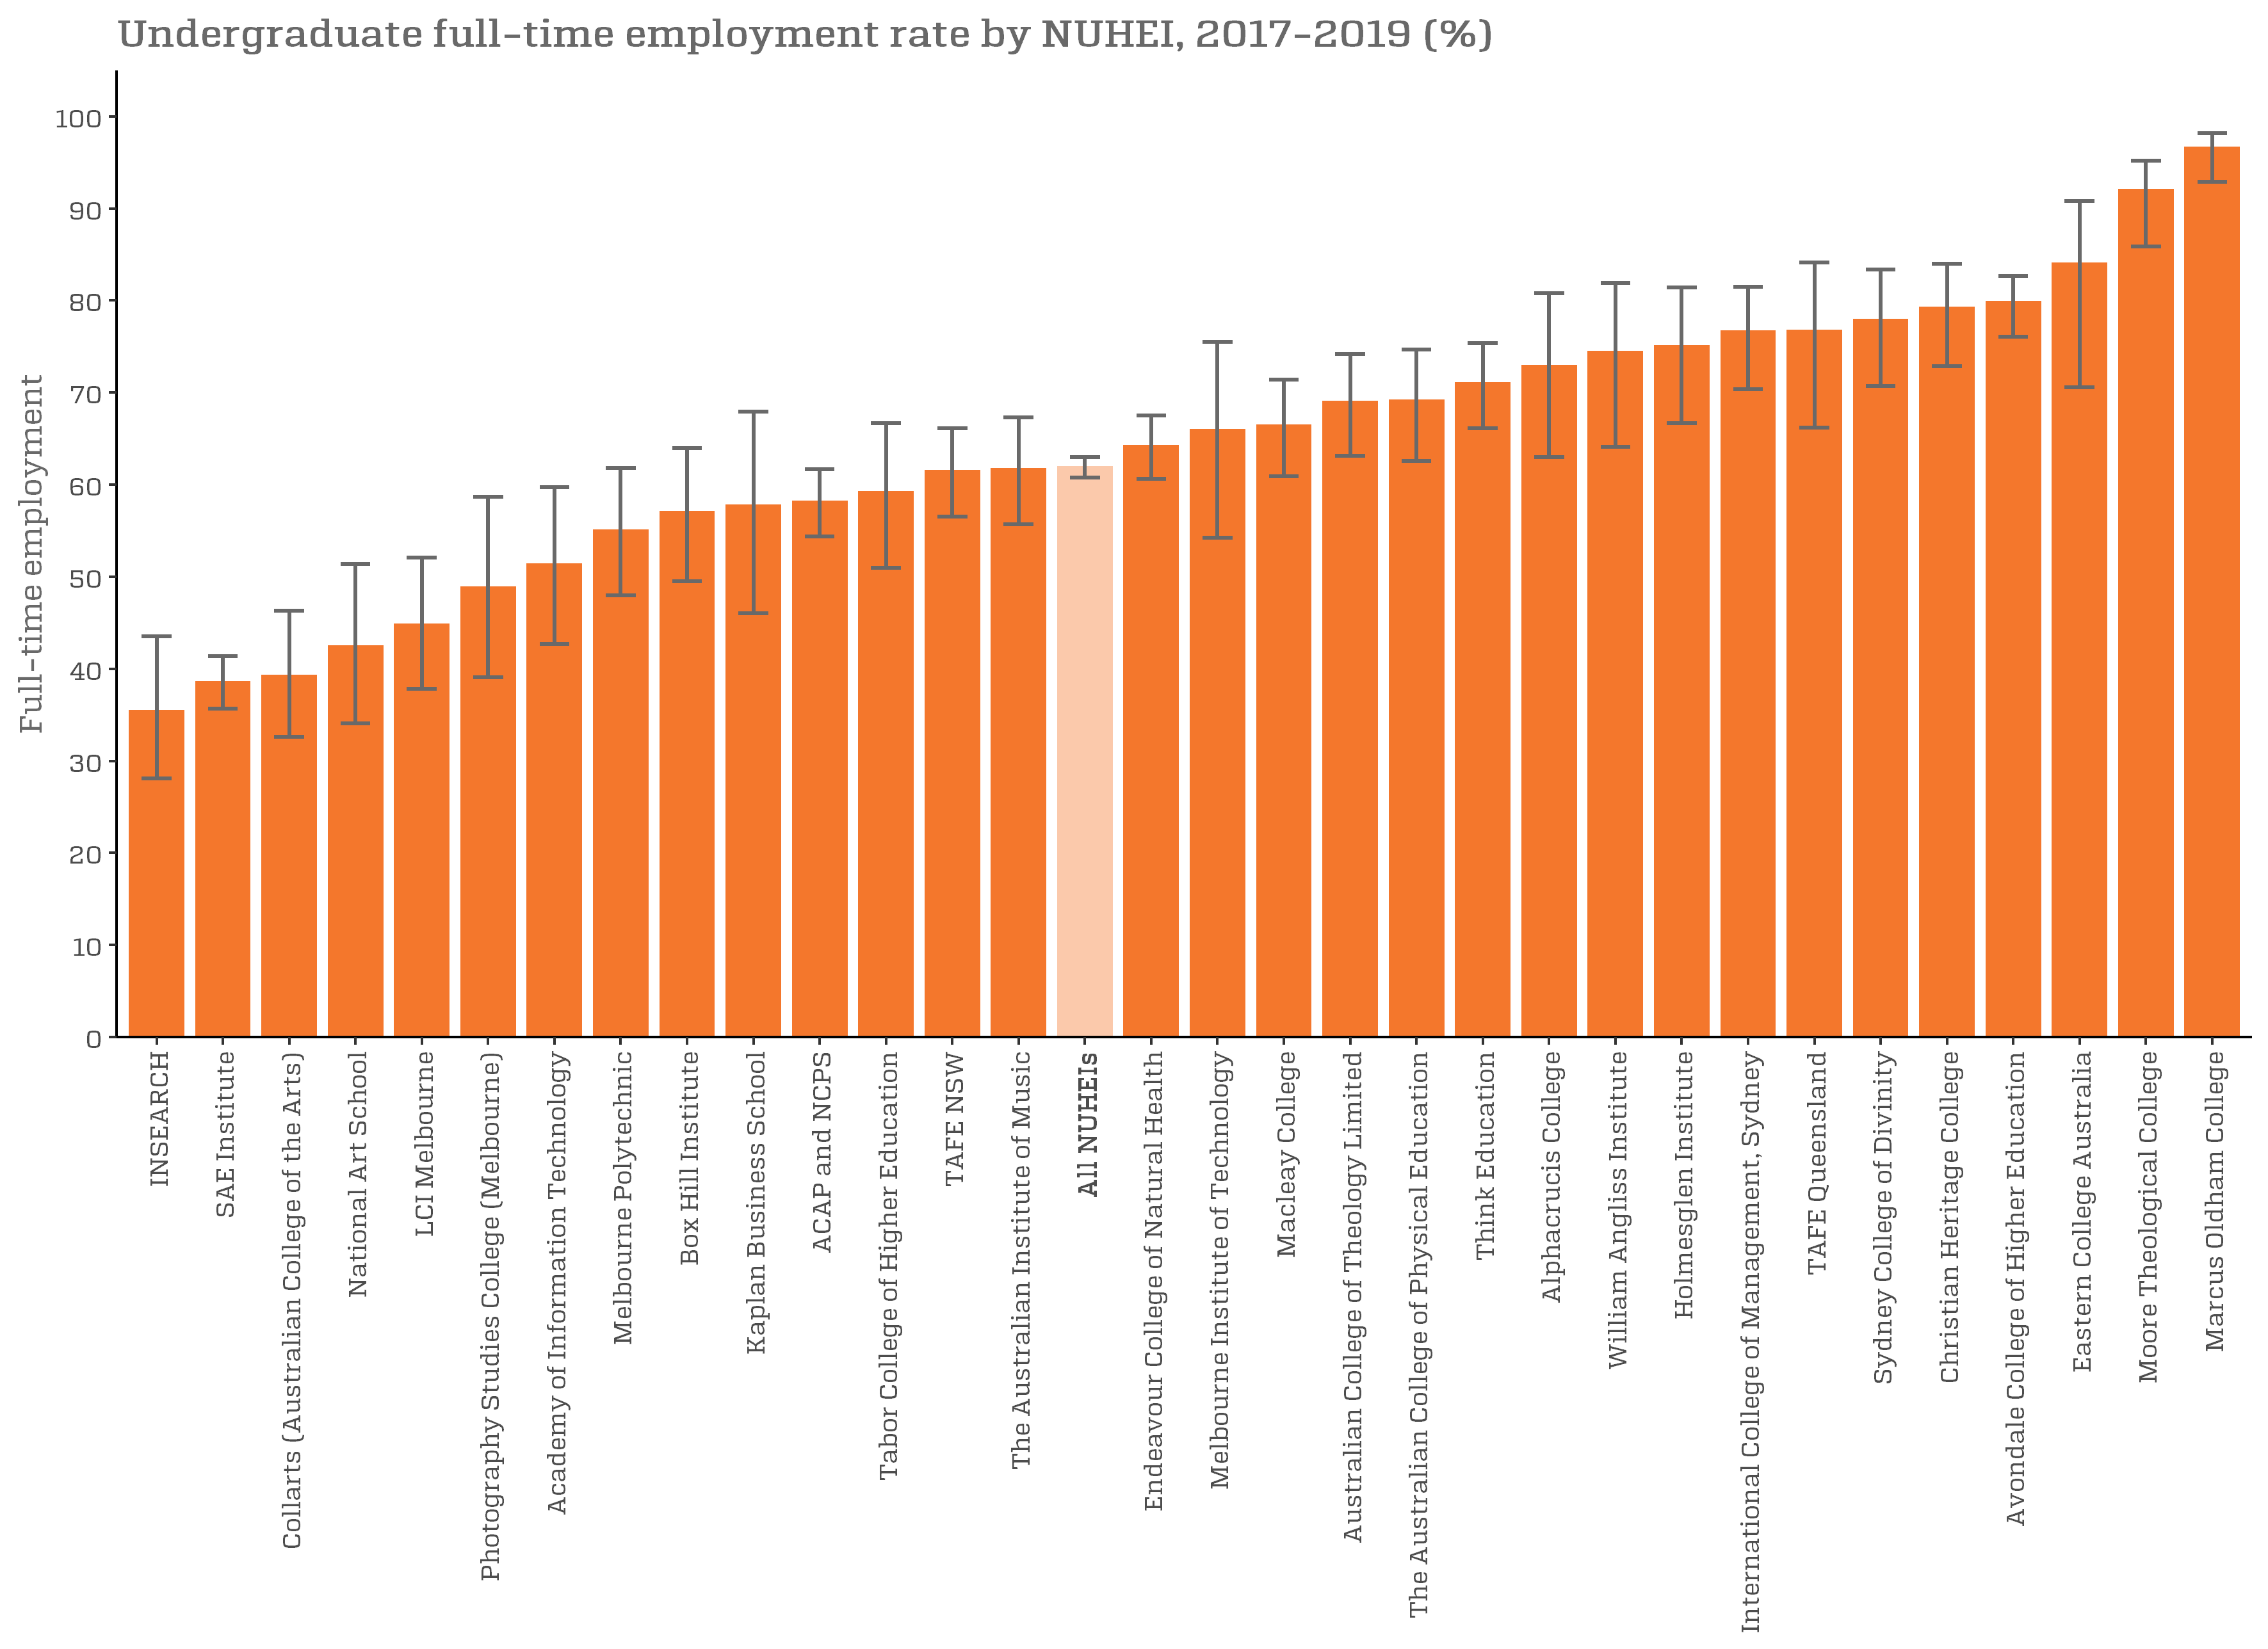 Undergraduate full-time employment rate by NUHEI, 2017-2019 (%)
Full-time employment
100
90
80
70
60
50
40
30
20
10
0
INSEARCH
SAE Institute
Collarts (Australian College of the Arts)
National Art School
LCI Melbourne
Photography Studies College (Melbourne)
Academy of Information Technology
Melbourne Polytechnic
Box Hill Institute
Kaplan Business School
ACAP and NCPS
Tabor College of Higher Education
TAFE NSW
The Australian Institute of Music
All NUHEIs
Endeavour College of Natural Health
Melbourne Institute of Technology
Macleay College
Australian College of Theology Limited
The Australian College of Physical Education
Think Education
Alphacrucis College
William Angliss Institute
Holmesglen Institute
International College of Management, Sydney
TAFE Queensland
Sydney College of Divinity
Christian Heritage College
Avondale College of Higher Education
Eastern College Australia
Moore Theological College
Marcus Oldham College